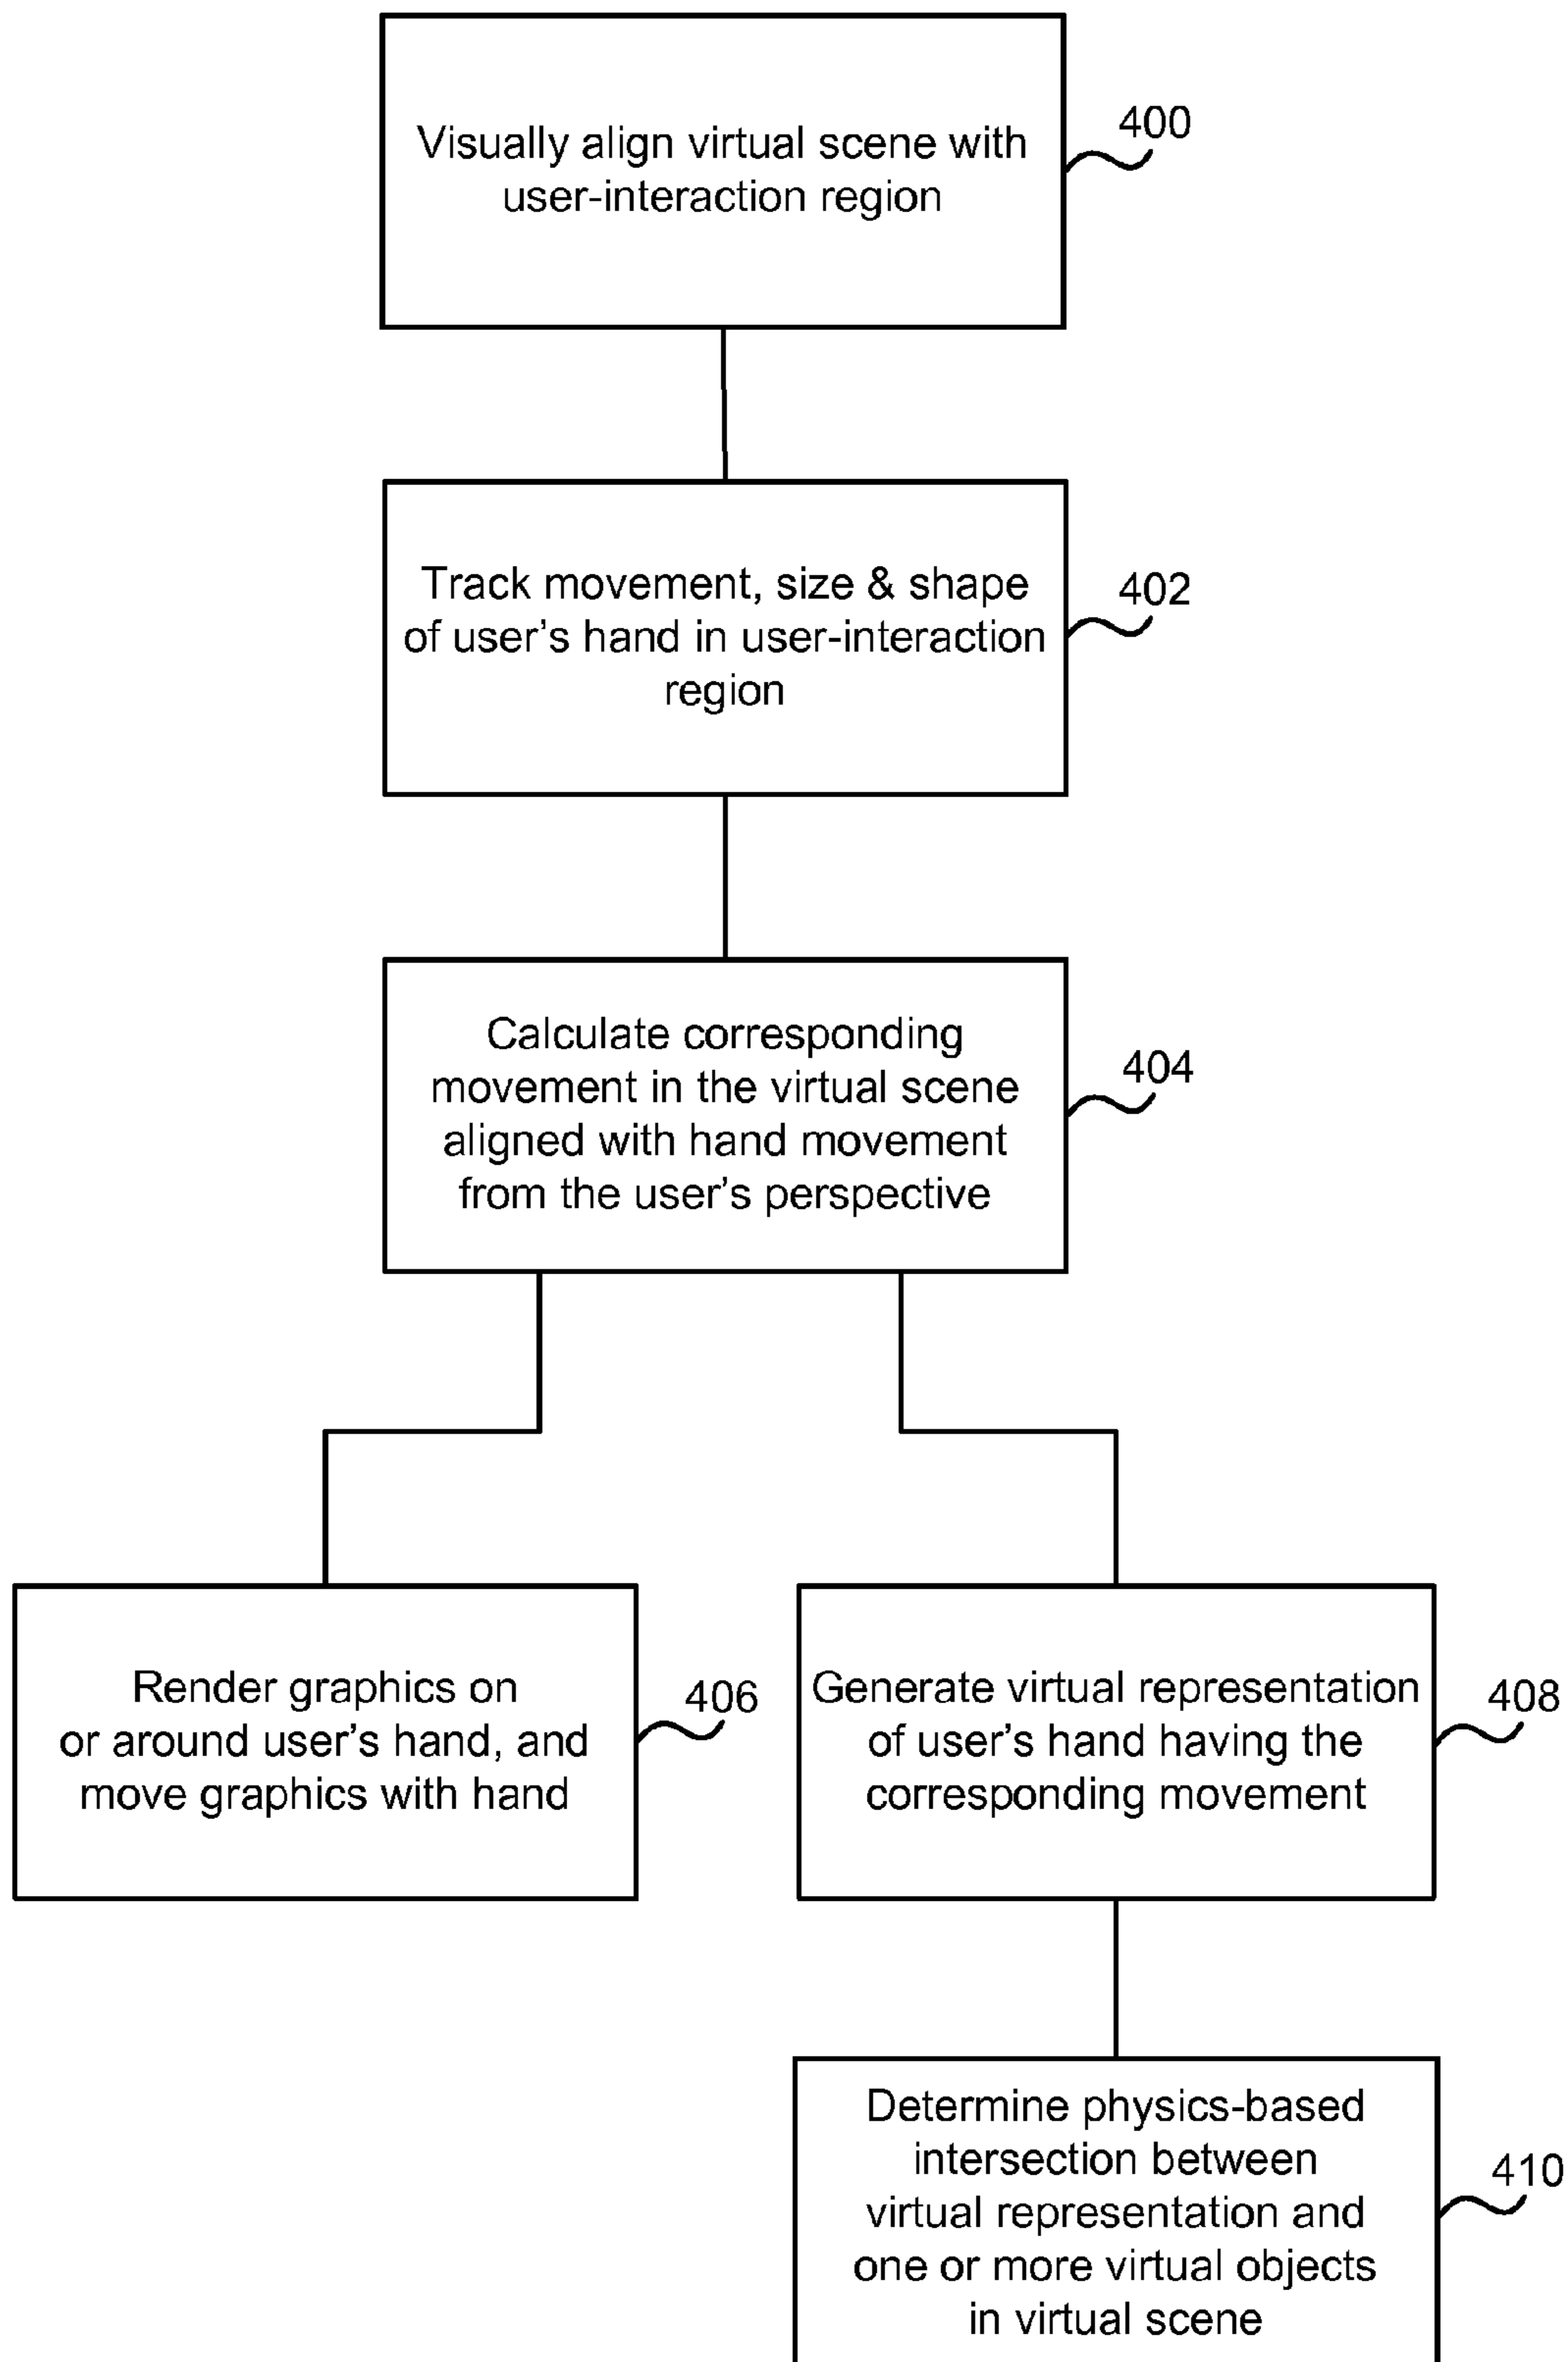 Visually align virtual scene with
user-interaction region
400
Track movement, size & shape
of user's hand in user-interaction
region
402
Calculate corresponding
movement in the virtual scene
aligned with hand movement
from the user's perspective
404
Render graphics on
or around user's hand, and
move graphics with hand
406
Generate virtual representation
of user's hand having the
corresponding movement
408
Determine physics-based
intersection between
virtual representation and
one or more virtual objects
in virtual scene
410